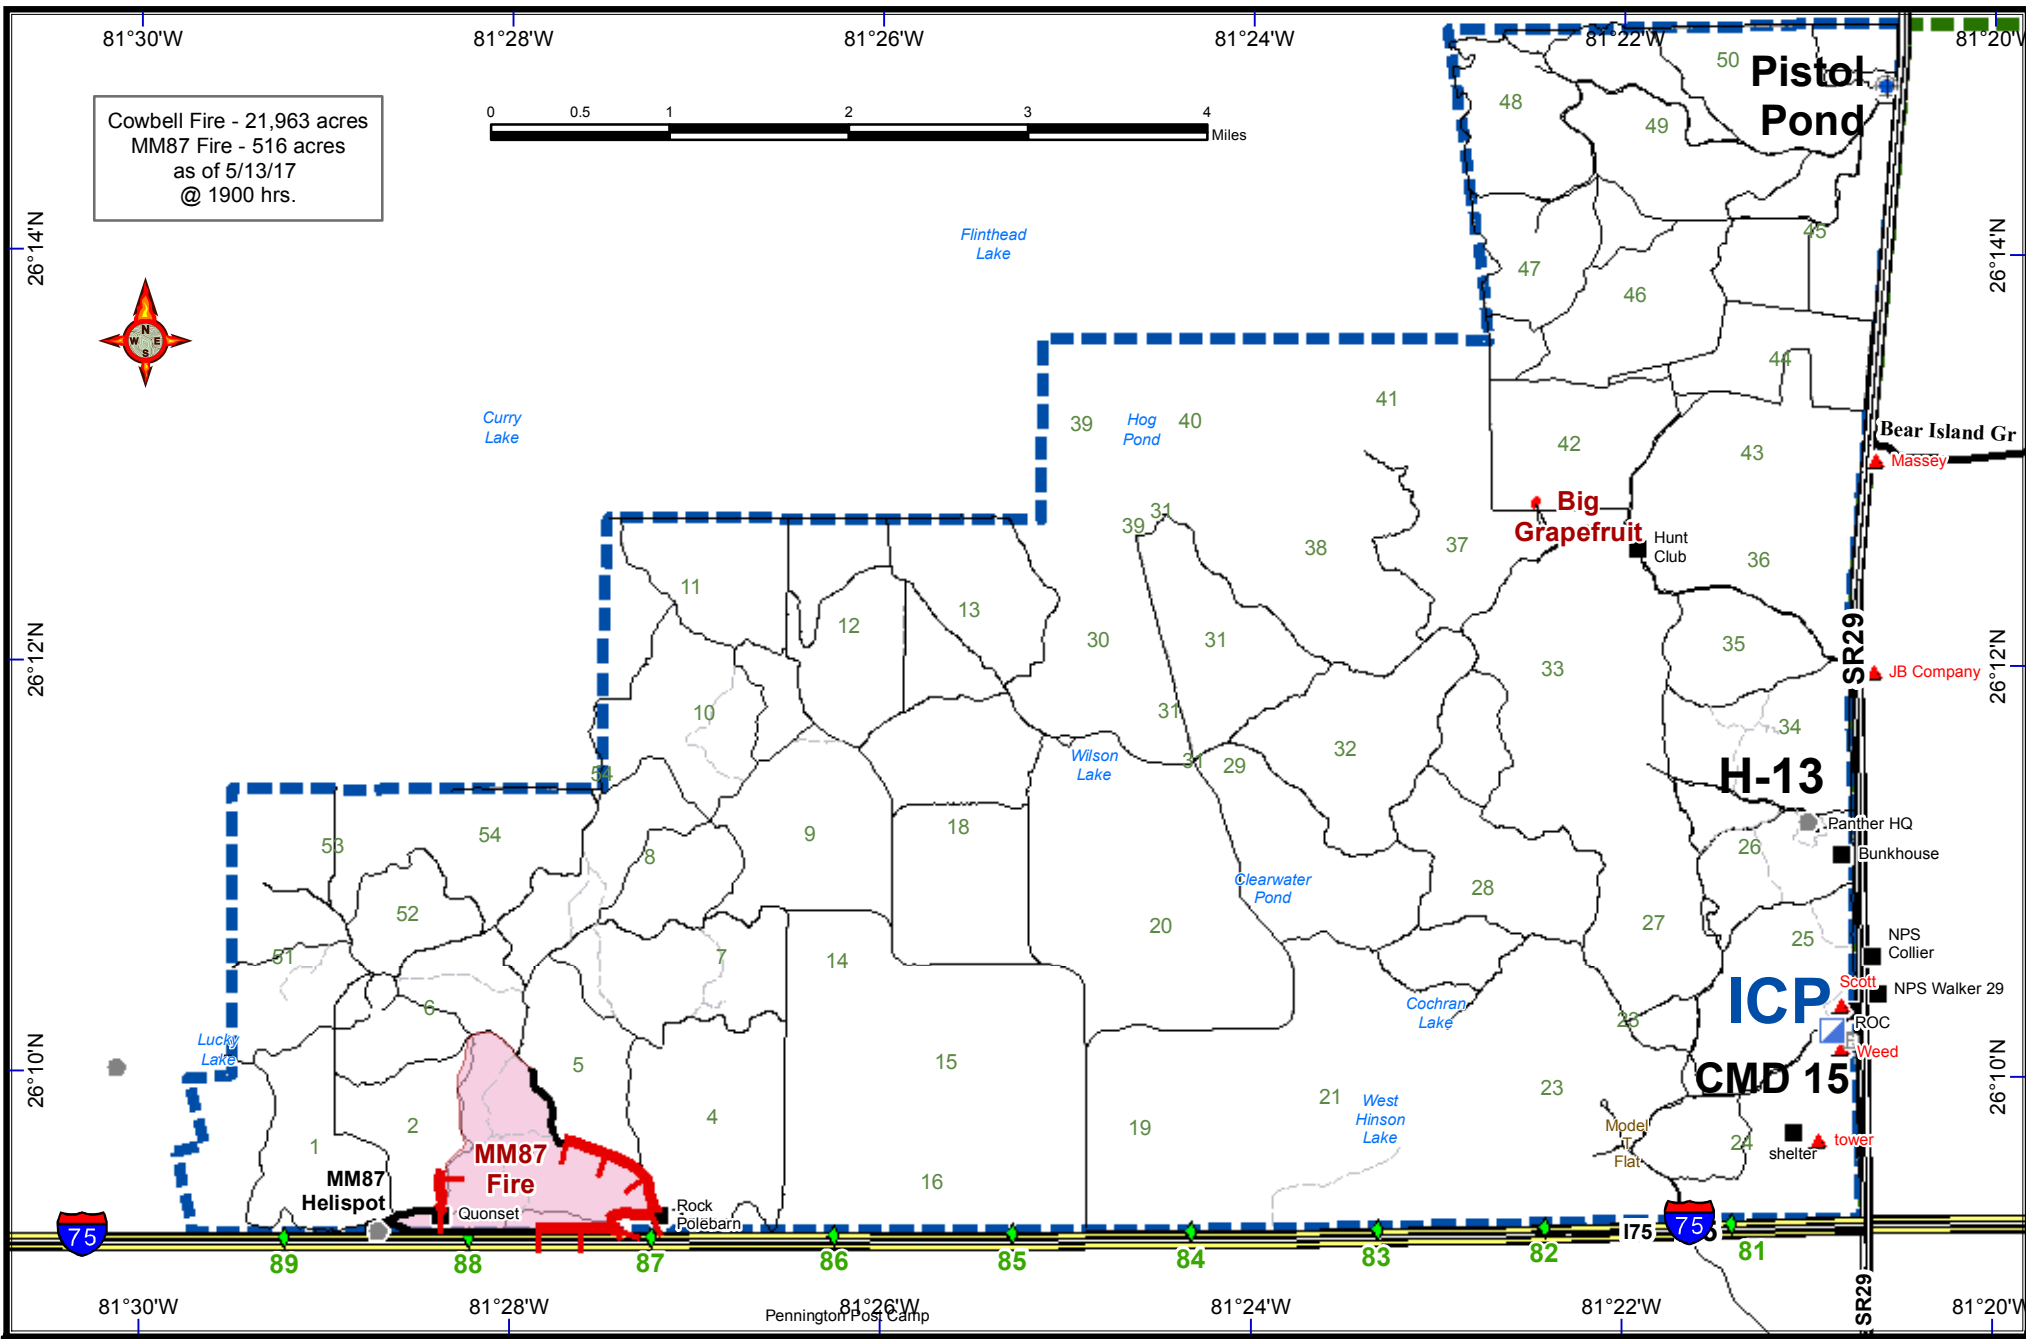 81°30'W
81°28'W
81°26'W
81°24'W
81°22'W
81°20'W
Cowbell Fire - 21,963 acres
MM87 Fire - 516 acres
as of 5/13/17
@ 1900 hrs.
0 0.5 1 2 3 4
Miles
50
Pistol
Pond
48
49
26°14'N
26°14'N
Flinthead
Lake
45
47
46
N
W E
S
44
41
39
40
Hog
Pond
Curry
Lake
42
43
Bear Island Gr
Massey
Big
Grapefruit
31
39
38
37
Hunt
Club
36
11
12
13
30
31
33
35
SR29
26°12'N
26°12'N
JB Company
10
31
34
32
Wilson
Lake
31
29
H-13
54
53
54
8
9
18
Panther HQ
26
Bunkhouse
Clearwater
Pond
28
52
20
27
25
NPS
Collier
51
7
14
Scott
NPS Walker 29
6
Cochran
Lake
23
ICP
ROC
Lucky
Lake
5
15
Weed
CMD 15
26°10'N
26°10'N
23
21
West
Hinson
Lake
1
2
4
19
Model
T
Flat
24
shelter
tower
MM87
Fire
MM87
Helispot
16
Quonset
Rock
Polebarn
75
I75
75
89
88
87
86
85
84
83
82
81
SR29
81°30'W
81°28'W
81°26'W
81°24'W
81°22'W
81°20'W
Pennington Post Camp